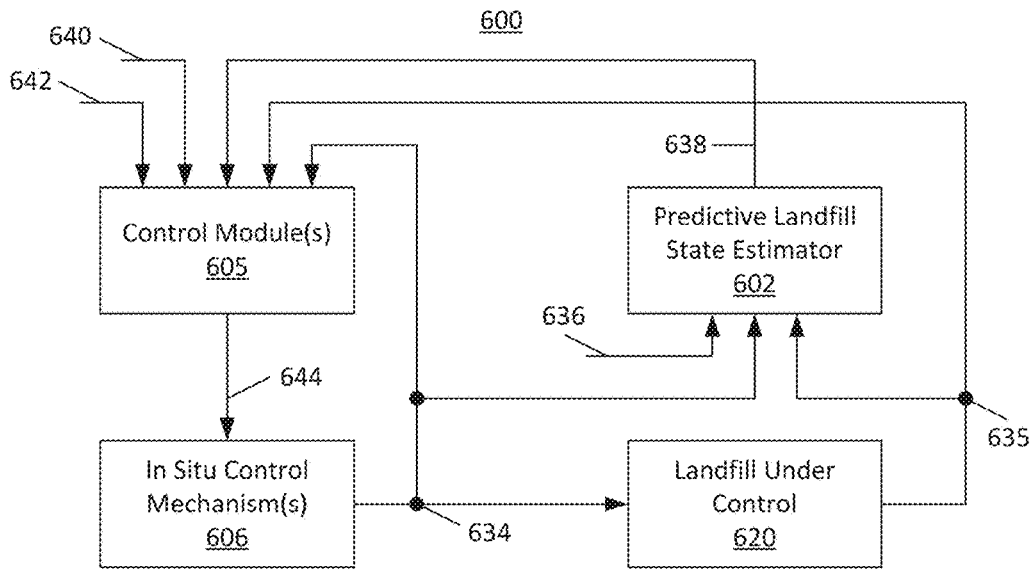 600
640
642
638
Control Module(s)
605
Predictive Landfill
State Estimator
602
636
644
635
In Situ Control
Mechanism(s)
606
634
Landfill Under
Control
620